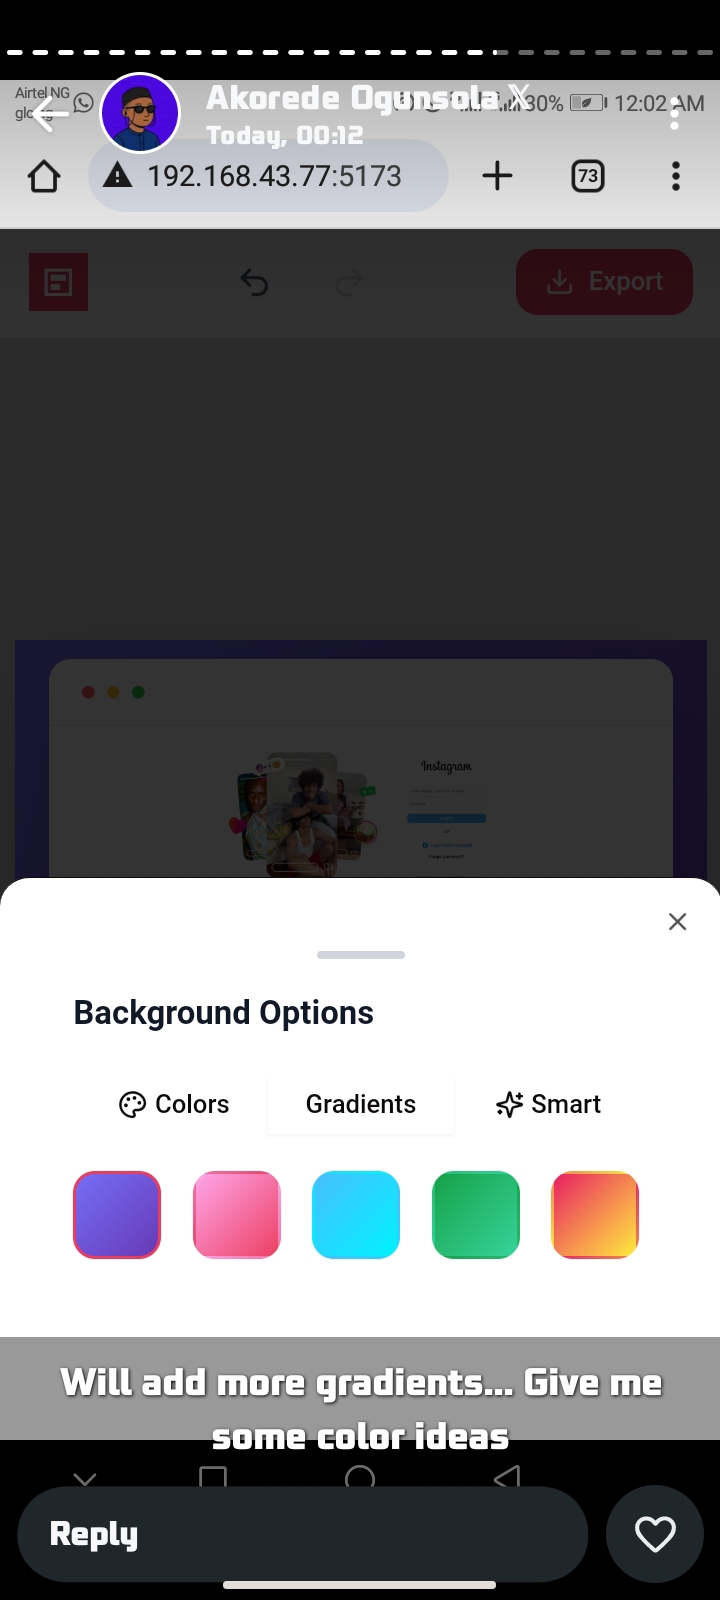 Airtel NG
Akorede Ogunsola 𝕏
30%
12:02 AM
Today, 00:12
192.168.43.77:5173
73
Export
Instagram
Background Options
Colors
Gradients
Smart
Will add more gradients... Give me
some color ideas
Reply